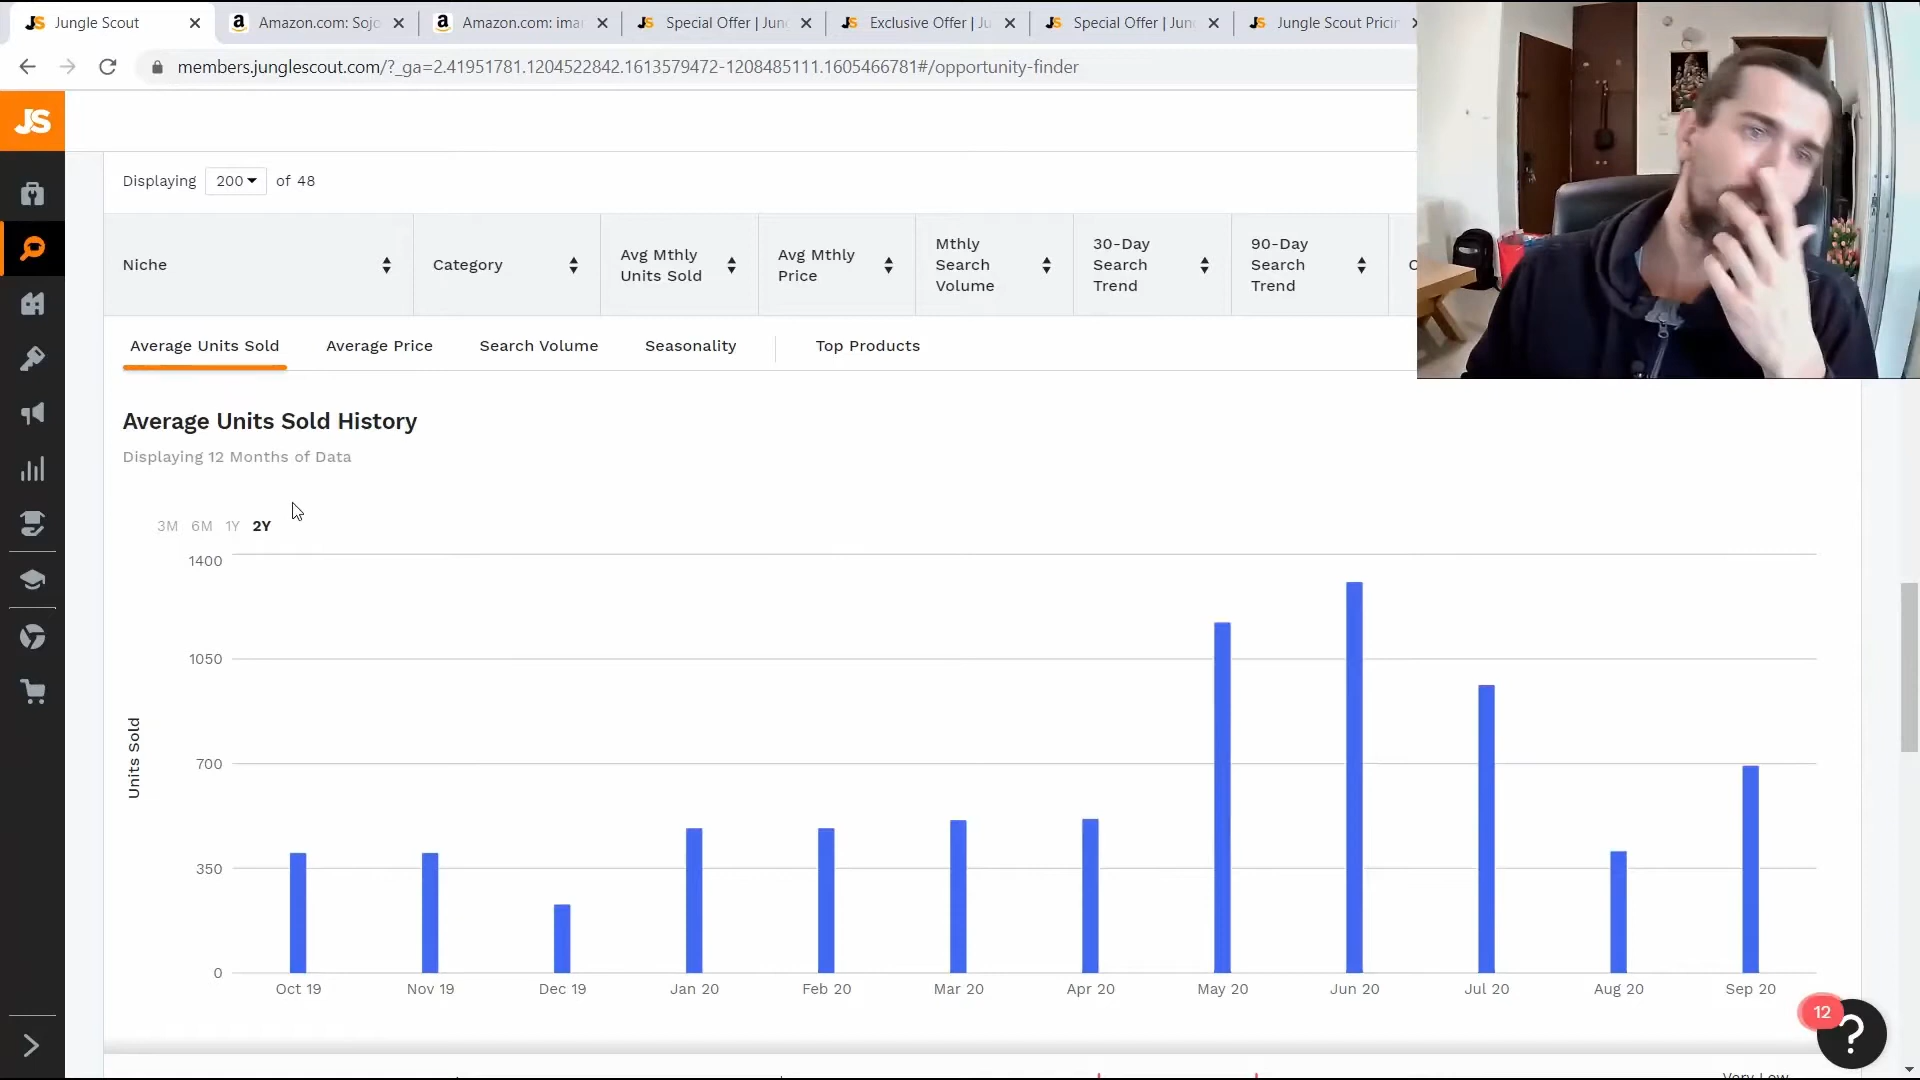 Jungle Scout
Amazon.com: Sojo
Amazon.com: ima
Special Offer | Jun
Exclusive Offer | Ju
Special Offer | Jun
Jungle Scout Pricin
members.junglescout.com/?_ga=2.41951781.1204522842.1613579472-1208485111.1605466781#/opportunity-finder
JS
Displaying 200 of 48
Niche
Category
Avg Mthly
Units Sold
Avg Mthly
Price
Mthly
Search
Volume
30-Day
Search
Trend
90-Day
Search
Trend
Average Units Sold
Average Price
Search Volume
Seasonality
Top Products
Average Units Sold History
Displaying 12 Months of Data
3M 6M 1Y 2Y
1400
1050
700
350
0
Units Sold
Oct 19
Nov 19
Dec 19
Jan 20
Feb 20
Mar 20
Apr 20
May 20
Jun 20
Jul 20
Aug 20
Sep 20
12
?
Very Low